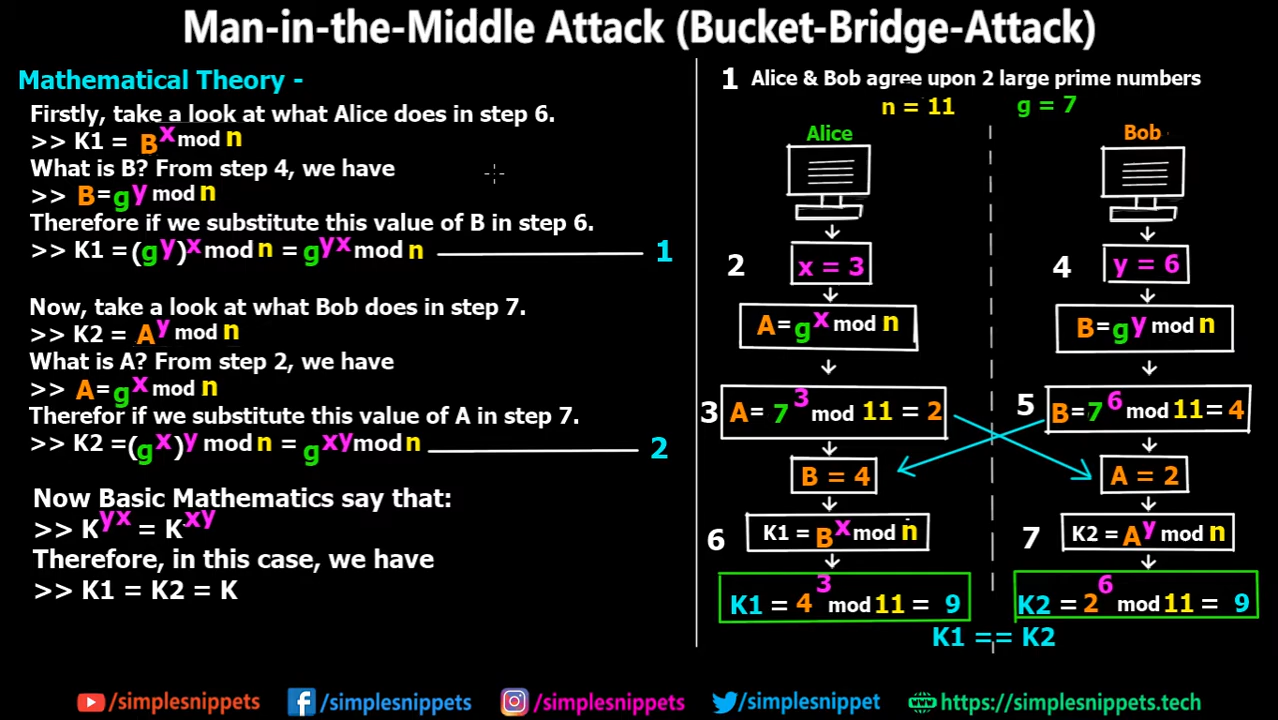 Man-in-the-Middle Attack (Bucket-Bridge-Attack)
Mathematical Theory -
Firstly, take a look at what Alice does in step 6.
>> K1 = B^x mod n
What is B? From step 4, we have
>> B = g^y mod n
Therefore if we substitute this value of B in step 6.
>> K1 = (g^y)^x mod n = g^yx mod n 1
Now, take a look at what Bob does in step 7.
>> K2 = A^y mod n
What is A? From step 2, we have
>> A = g^x mod n
Therefor if we substitute this value of A in step 7.
>> K2 = (g^x)^y mod n = g^xy mod n 2
Now Basic Mathematics say that:
>> K^yx = K^xy
Therefore, in this case, we have
>> K1 = K2 = K
1 Alice & Bob agree upon 2 large prime numbers
n = 11 g = 7
Alice Bob
2 x = 3 4 y = 6
A = g^x mod n B = g^y mod n
3 A = 7^3 mod 11 = 2 5 B = 7^6 mod 11 = 4
B = 4 A = 2
6 K1 = B^x mod n 7 K2 = A^y mod n
K1 = 4^3 mod 11 = 9 K2 = 2^6 mod 11 = 9
K1 == K2
/simplesnippets /simplesnippets /simplesnippets /simplesnippet https://simplesnippets.tech